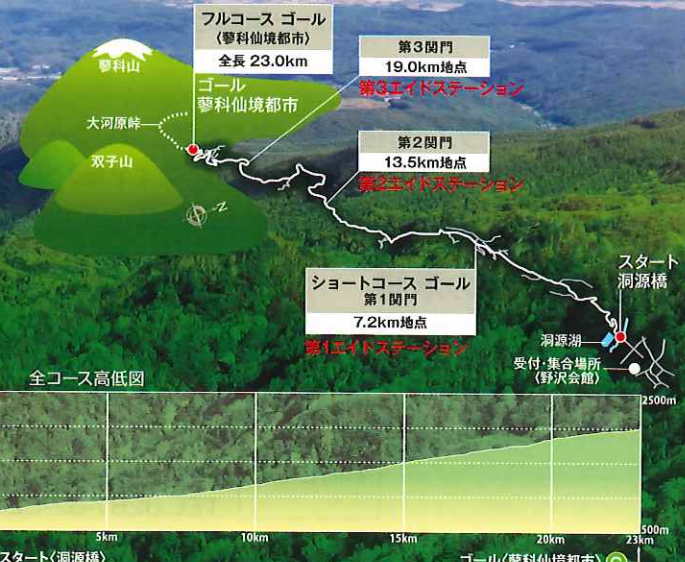 フルコース ゴール
〈蓼科仙境都市〉
全長 23.0km
蓼科山
ゴール
蓼科仙境都市
第3関門
19.0km地点
第3エイドステーション
大河原峠
双子山
第2関門
13.5km地点
第2エイドステーション
Z
ショートコース ゴール
第1関門
7.2km地点
第1エイドステーション
スタート
洞源橋
洞源湖
受付・集合場所
〈野沢会館〉
全コース高低図
2500m
500m
5km
10km
15km
20km
23km
スタート〈洞源橋〉
ゴール〈蓼科仙境都市〉